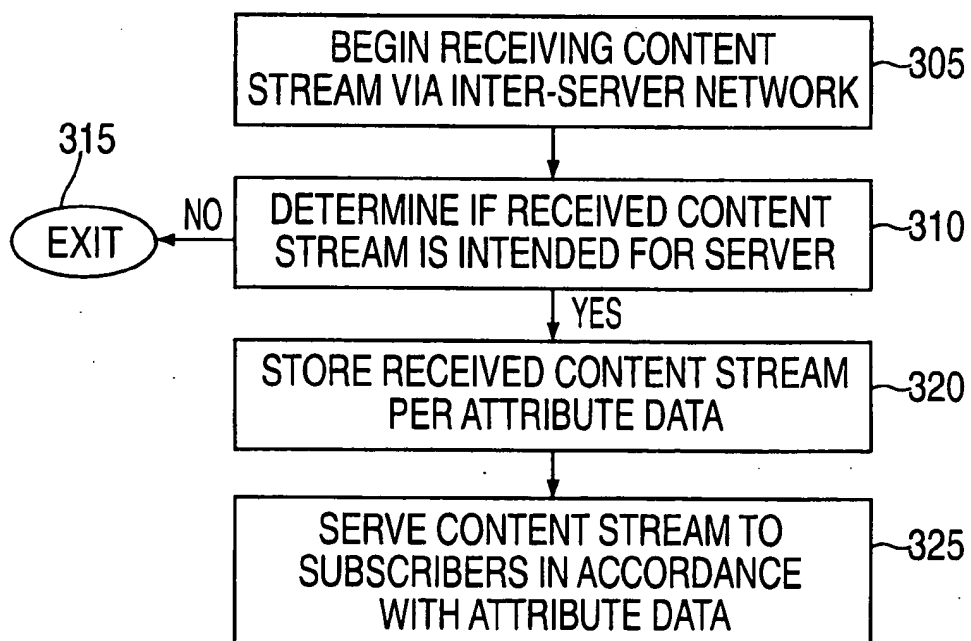 BEGIN RECEIVING CONTENT
STREAM VIA INTER-SERVER NETWORK
305
315
EXIT
NO
DETERMINE IF RECEIVED CONTENT
STREAM IS INTENDED FOR SERVER
310
YES
STORE RECEIVED CONTENT STREAM
PER ATTRIBUTE DATA
320
SERVE CONTENT STREAM TO
SUBSCRIBERS IN ACCORDANCE
WITH ATTRIBUTE DATA
325